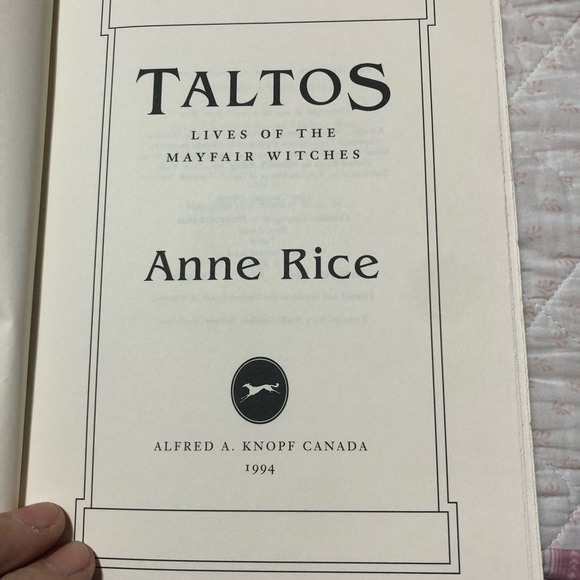 TALTOS
LIVES OF THE
MAYFAIR WITCHES
Anne Rice
ALFRED A. KNOPF CANADA
1994